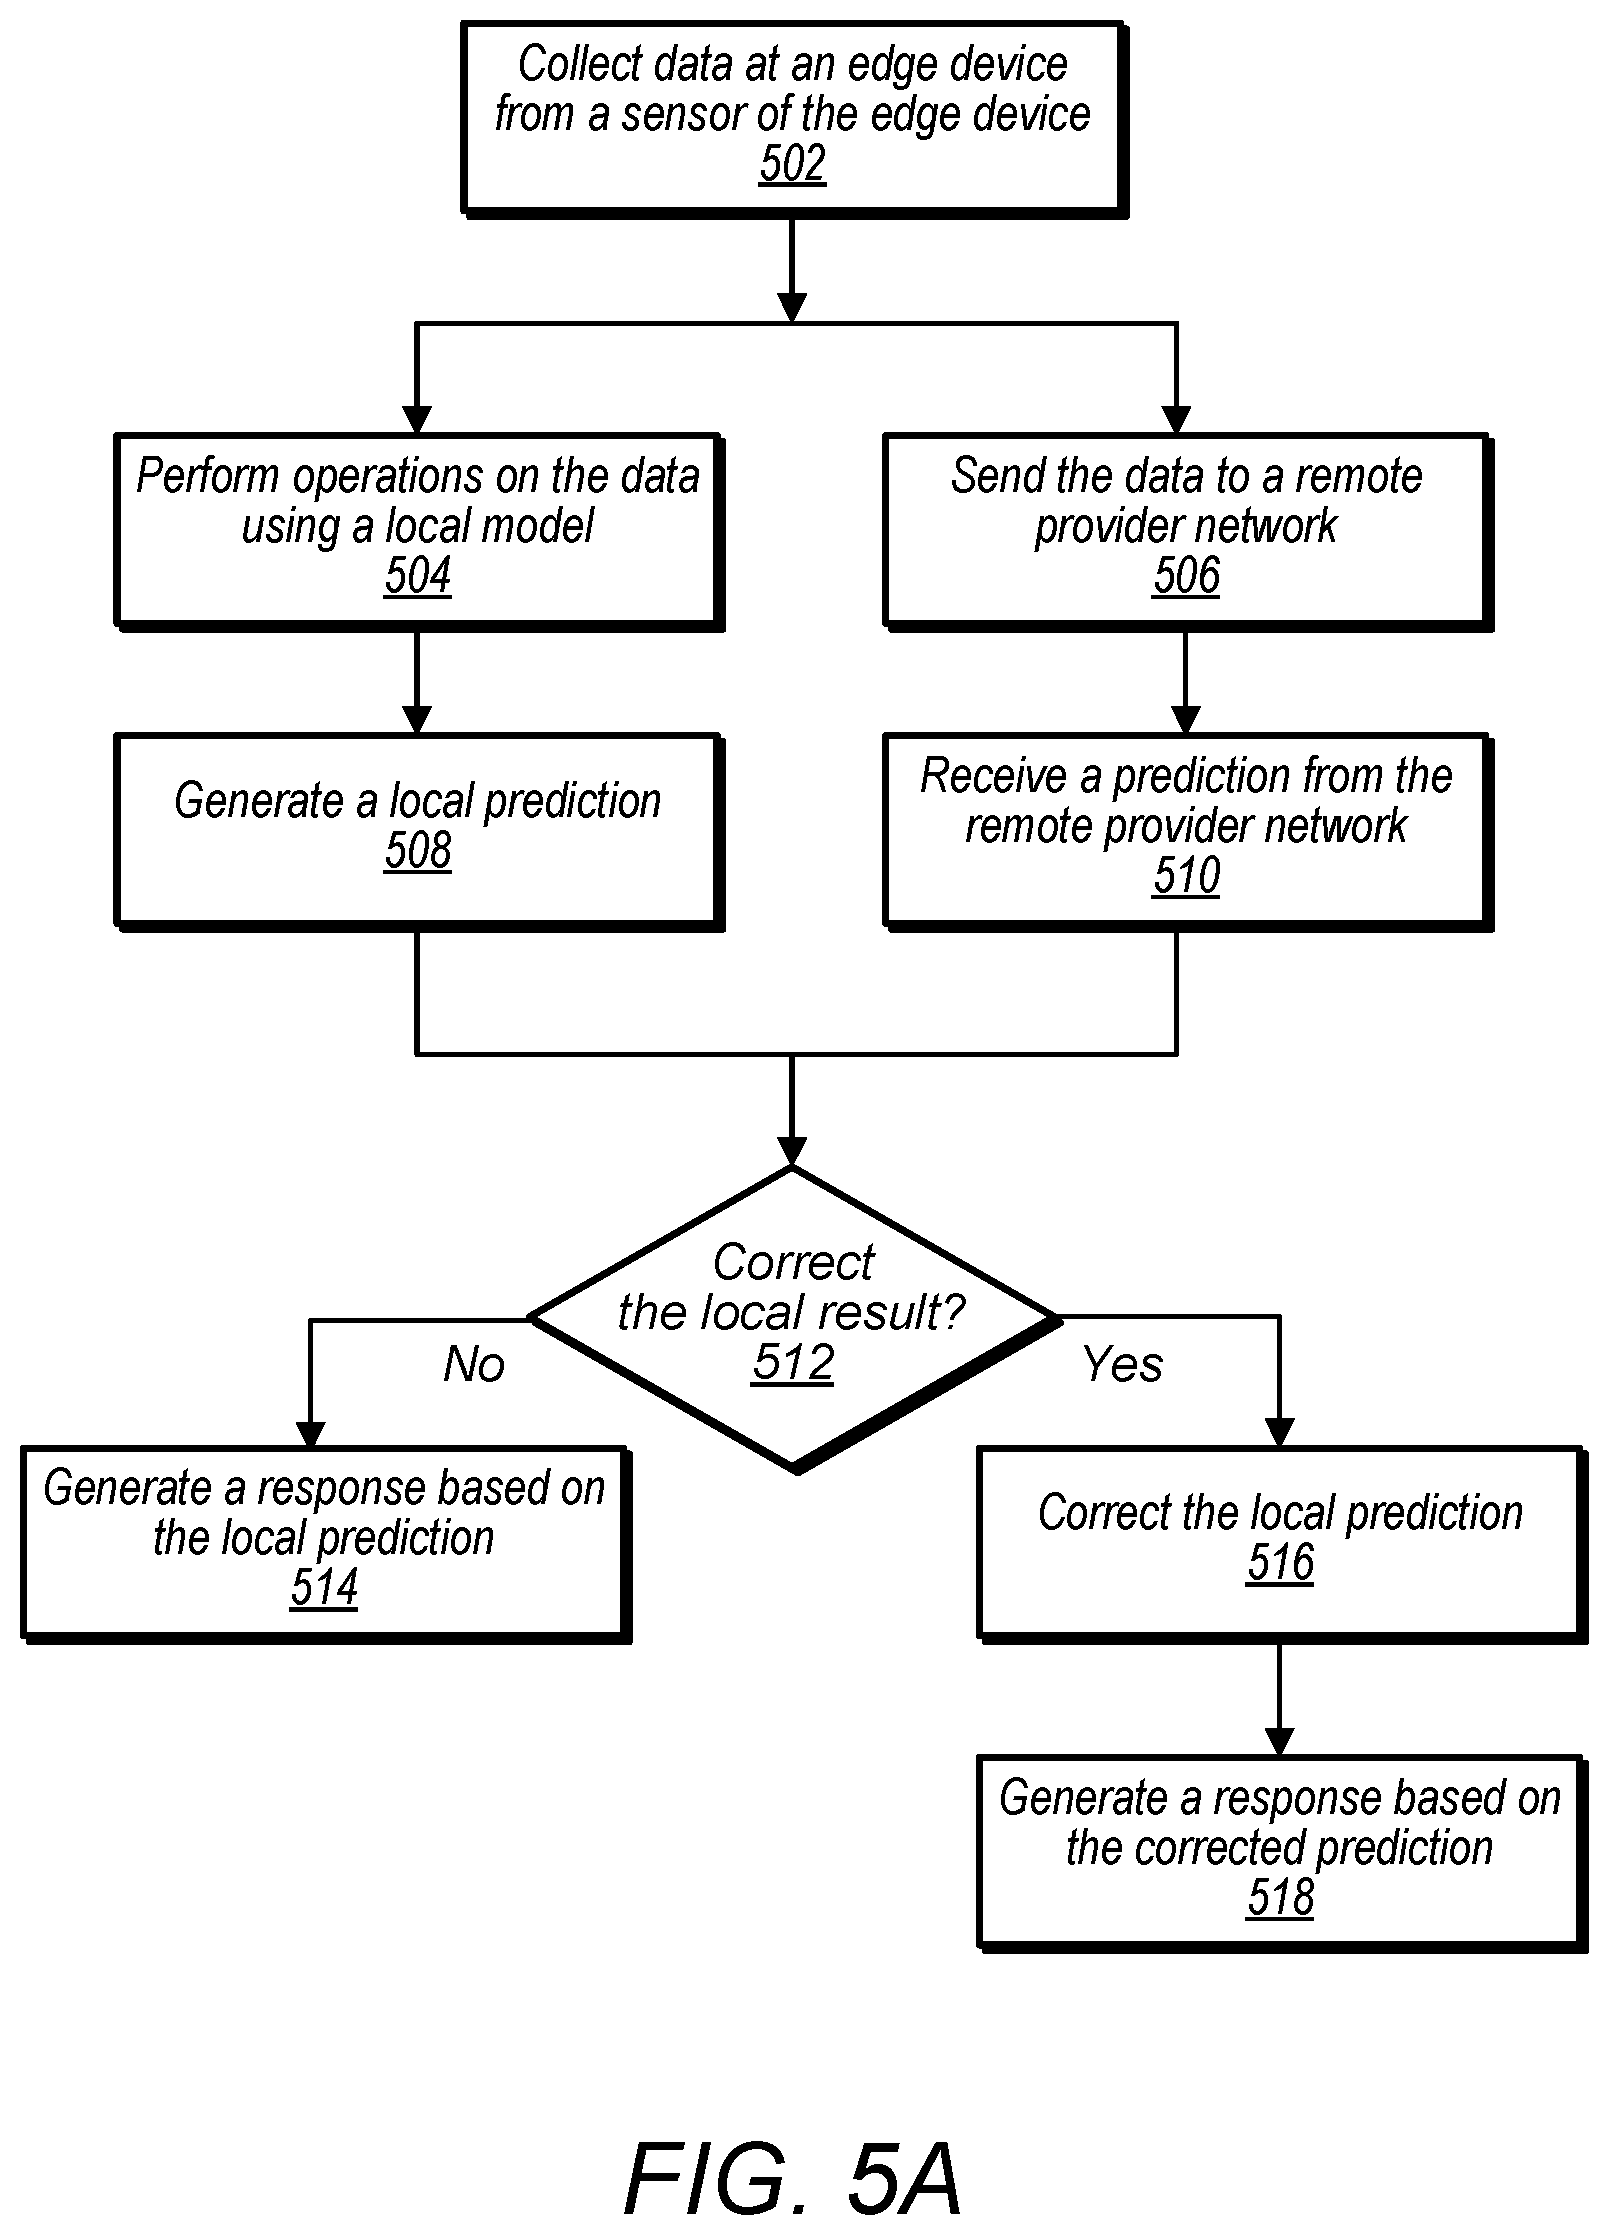 Collect data at an edge device
from a sensor of the edge device
502
Perform operations on the data
using a local model
504
Send the data to a remote
provider network
506
Generate a local prediction
508
Receive a prediction from the
remote provider network
510
Correct
the local result?
512
No
Yes
Generate a response based on
the local prediction
514
Correct the local prediction
516
Generate a response based on
the corrected prediction
518
FIG. 5A